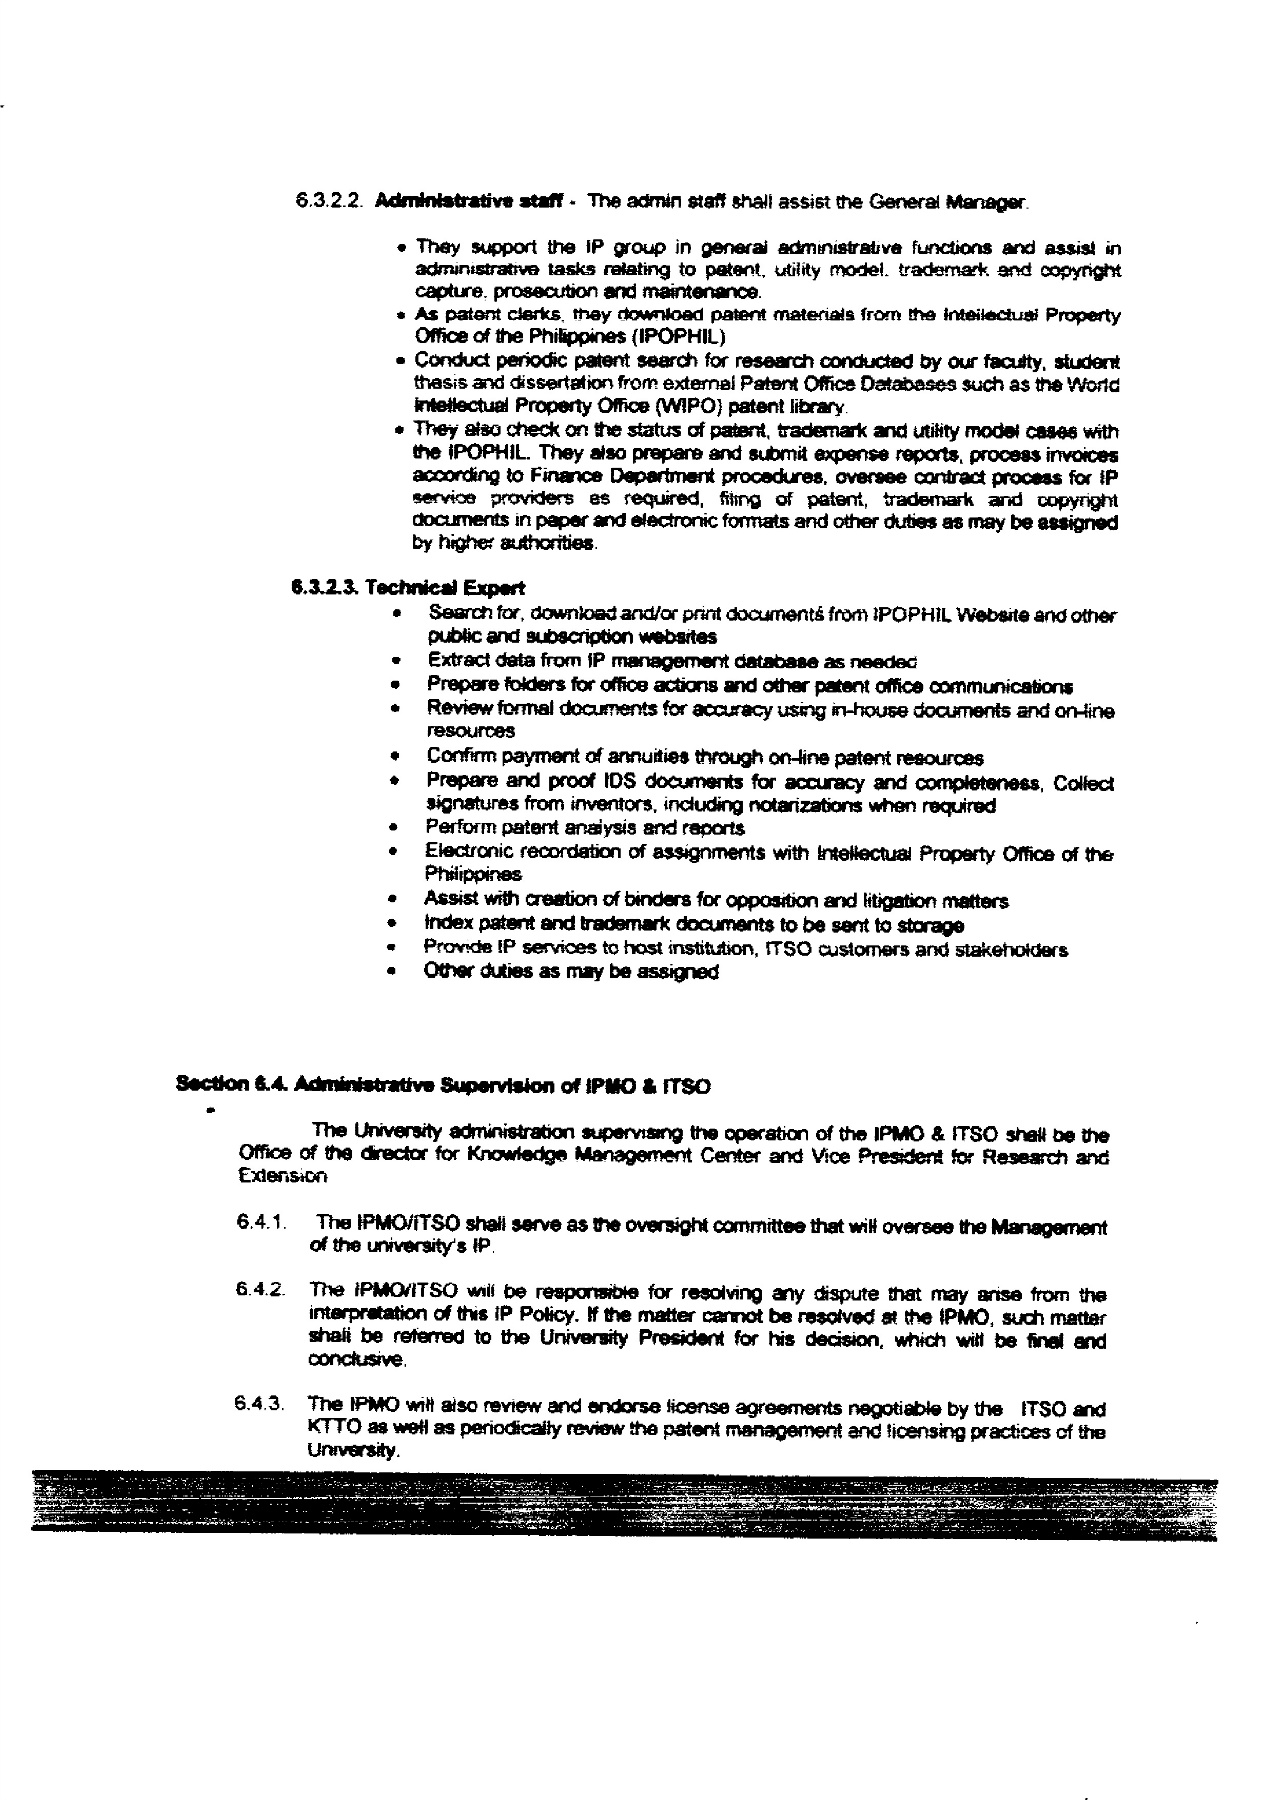 6.3.2.2. Administrative staff - The admin staff shall assist the General Manager.
• They support the IP group in general administrative functions and assist in
administrative tasks relating to patent, utility model, trademark and copyright
capture, prosecution and maintenance.
• As patent clerks, they download patent materials from the Intellectual Property
Office of the Philippines (IPOPHIL)
• Conduct periodic patent search for research conducted by our faculty, student
thesis and dissertation from external Patent Office Databases such as the World
Intellectual Property Office (WIPO) patent library.
• They also check on the status of patent, trademark and utility model cases with
the IPOPHIL. They also prepare and submit expense reports, process invoices
according to Finance Department procedures, oversee contract process for IP
service providers as required, filing of patent, trademark and copyright
documents in paper and electronic formats and other duties as may be assigned
by higher authorities.
6.3.2.3. Technical Expert
• Search for, download and/or print documents from IPOPHIL Website and other
public and subscription websites
• Extract data from IP management database as needed
• Prepare folders for office actions and other patent office communications
• Review formal documents for accuracy using in-house documents and on-line
resources
• Confirm payment of annuities through on-line patent resources
• Prepare and proof IDS documents for accuracy and completeness, Collect
signatures from inventors, including notarizations when required
• Perform patent analysis and reports
• Electronic recordation of assignments with Intellectual Property Office of the
Philippines
• Assist with creation of binders for opposition and litigation matters
• Index patent and trademark documents to be sent to storage
• Provide IP services to host institution, ITSO customers and stakeholders
• Other duties as may be assigned
Section 6.4. Administrative Supervision of IPMO & ITSO
•
The University administration supervising the operation of the IPMO & ITSO shall be the
Office of the director for Knowledge Management Center and Vice President for Research and
Extension
6.4.1. The IPMO/ITSO shall serve as the oversight committee that will oversee the Management
of the university's IP.
6.4.2. The IPMO/ITSO will be responsible for resolving any dispute that may arise from the
interpretation of this IP Policy. If the matter cannot be resolved at the IPMO, such matter
shall be referred to the University President for his decision, which will be final and
conclusive.
6.4.3. The IPMO will also review and endorse license agreements negotiable by the ITSO and
KTTO as well as periodically review the patent management and licensing practices of the
University.